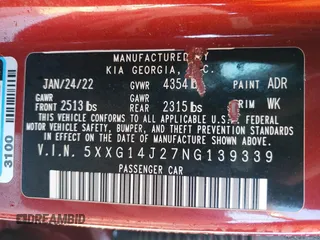 MANUFACTURED BY
KIA GEORGIA, C.
JAN/24/22 GVWR 4354 lb PAINT ADR
GAWR GAWR
FRONT 2513 lbs REAR 2315 lbs TRIM WK
THIS VEHICLE CONFORMS TO ALL APPLICABLE U.S. FEDERAL
MOTOR VEHICLE SAFETY, BUMPER, AND THEFT PREVENTION
STANDARDS IN EFFECT ON THE DATE OF MANUFACTURE SHOWN ABOVE.
V.I.N. 5XXG14J27NG139339
PASSENGER CAR
3100
DREAMBID